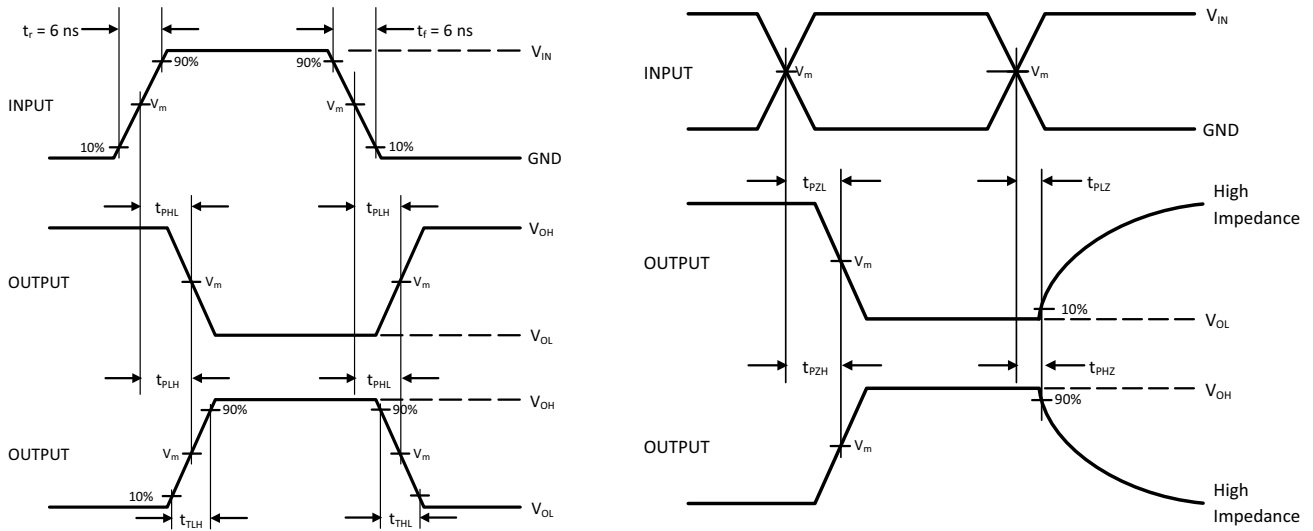 t_r = 6 ns
t_f = 6 ns
90%
90%
V_IN
INPUT
V_m
V_m
10%
10%
GND
t_PHL
t_PLH
V_OH
OUTPUT
V_m
V_m
V_OL
t_PLH
t_PHL
V_OH
90%
90%
OUTPUT
V_m
V_m
10%
V_OL
t_TLH
t_THL
V_IN
INPUT
V_m
V_m
GND
t_PZL
t_PLZ
High
Impedance
OUTPUT
V_m
10%
V_OL
t_PZH
t_PHZ
V_OH
90%
OUTPUT
V_m
High
Impedance